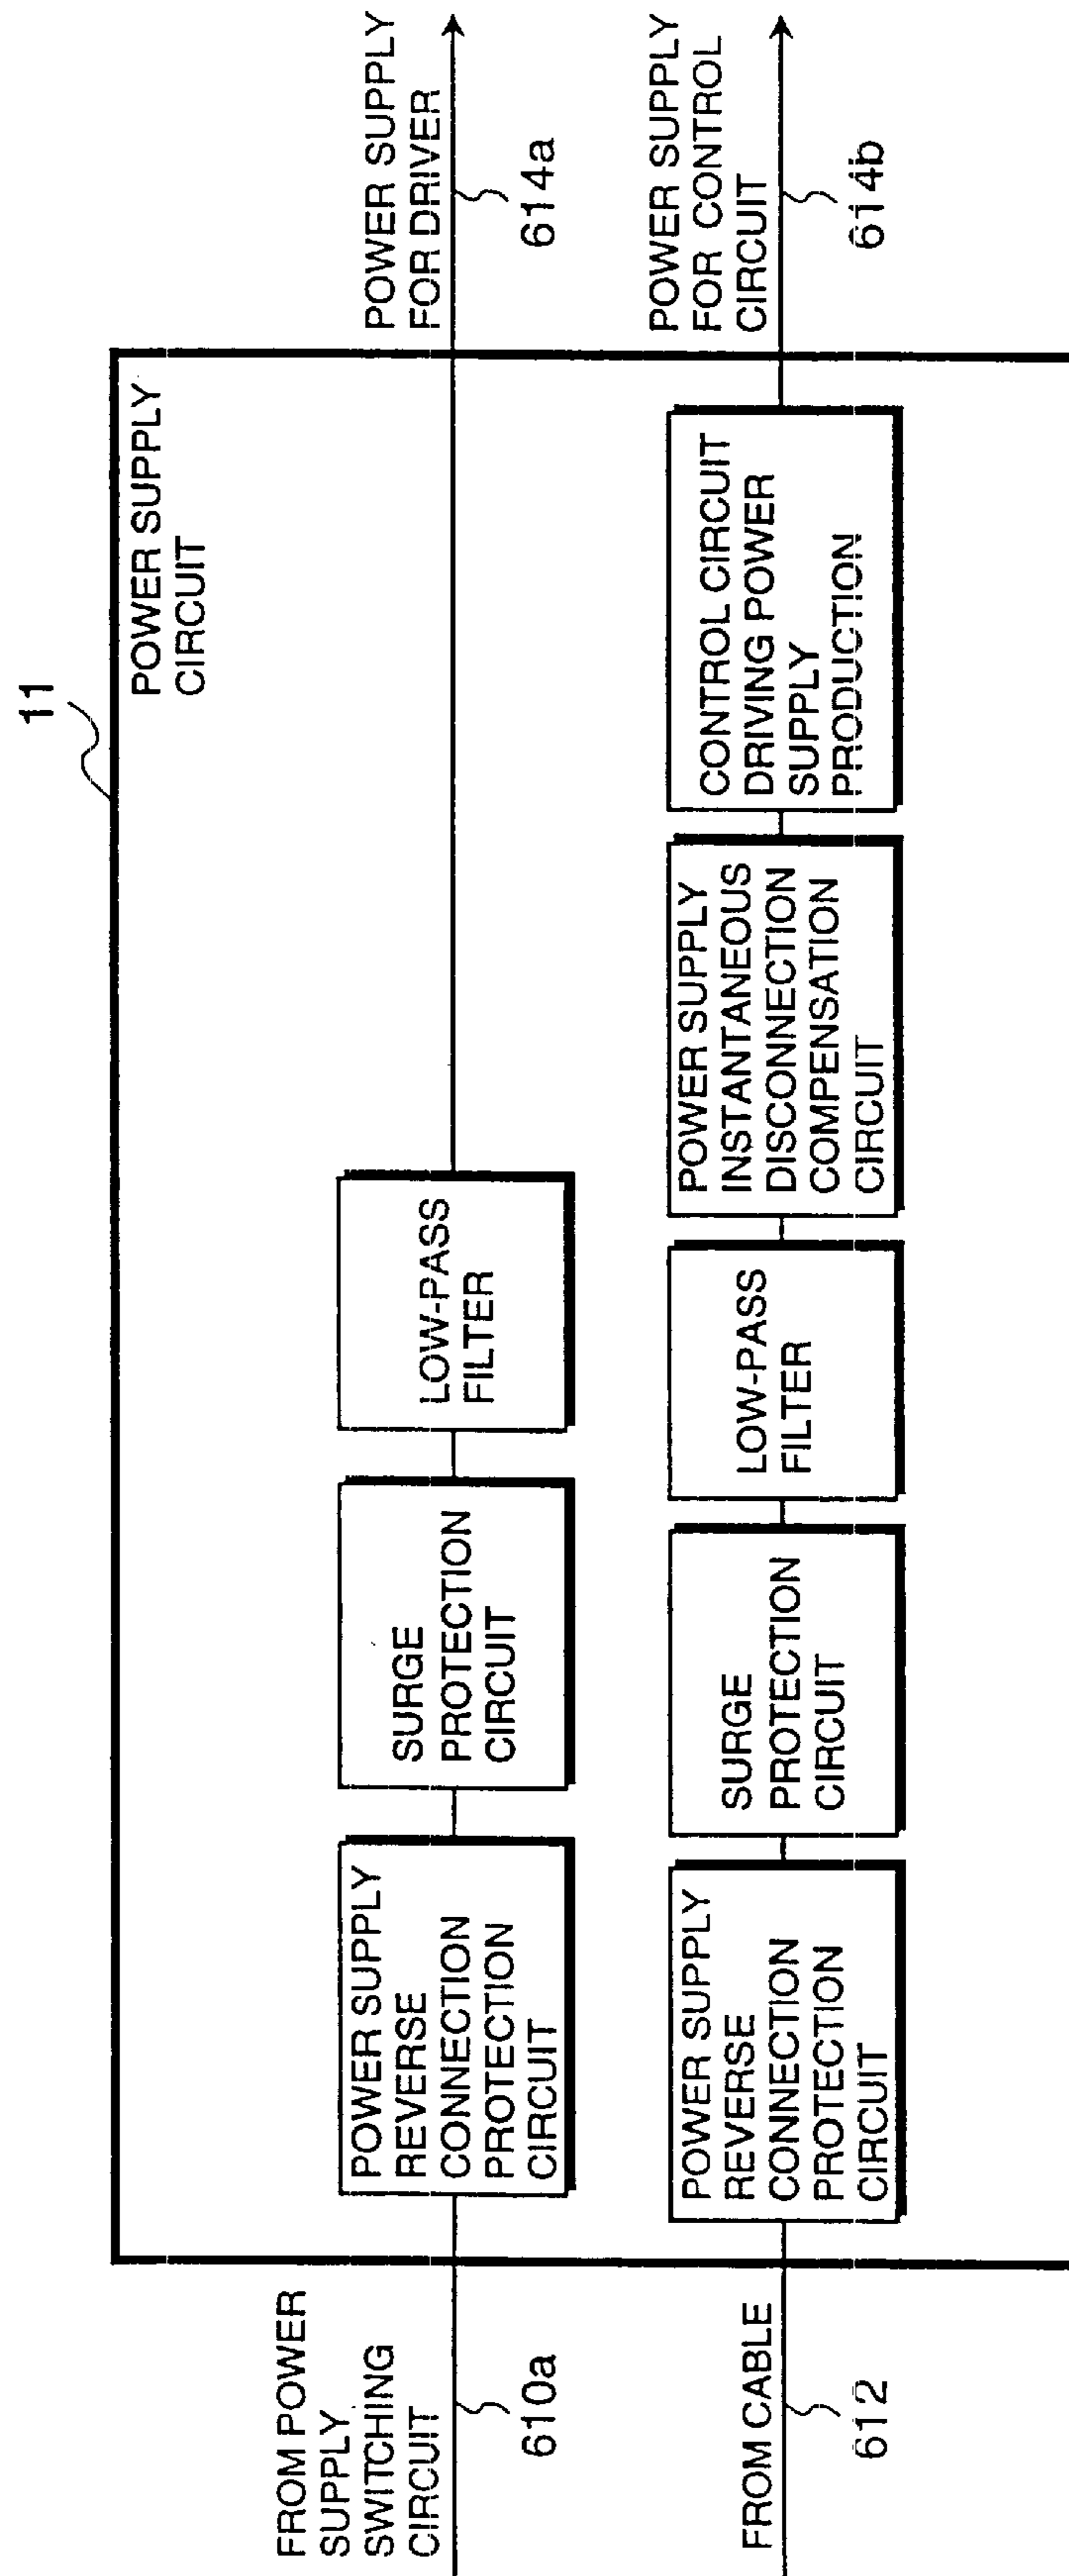 11
POWER SUPPLY
CIRCUIT
FROM POWER
SUPPLY
SWITCHING
CIRCUIT
610a
POWER SUPPLY
REVERSE
CONNECTION
PROTECTION
CIRCUIT
SURGE
PROTECTION
CIRCUIT
LOW-PASS
FILTER
POWER SUPPLY
FOR DRIVER
614a
FROM CABLE
612
POWER SUPPLY
REVERSE
CONNECTION
PROTECTION
CIRCUIT
SURGE
PROTECTION
CIRCUIT
LOW-PASS
FILTER
POWER SUPPLY
INSTANTANEOUS
DISCONNECTION
COMPENSATION
CIRCUIT
CONTROL CIRCUIT
DRIVING POWER
SUPPLY
PRODUCTION
POWER SUPPLY
FOR CONTROL
CIRCUIT
614b